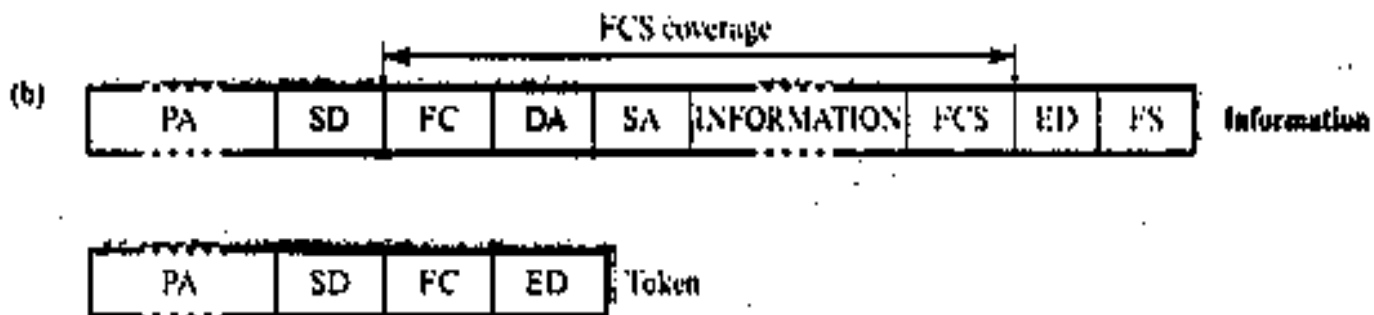 FCS coverage
(b) PA SD FC DA SA INFORMATION FCS ED FS Information
PA SD FC ED Token